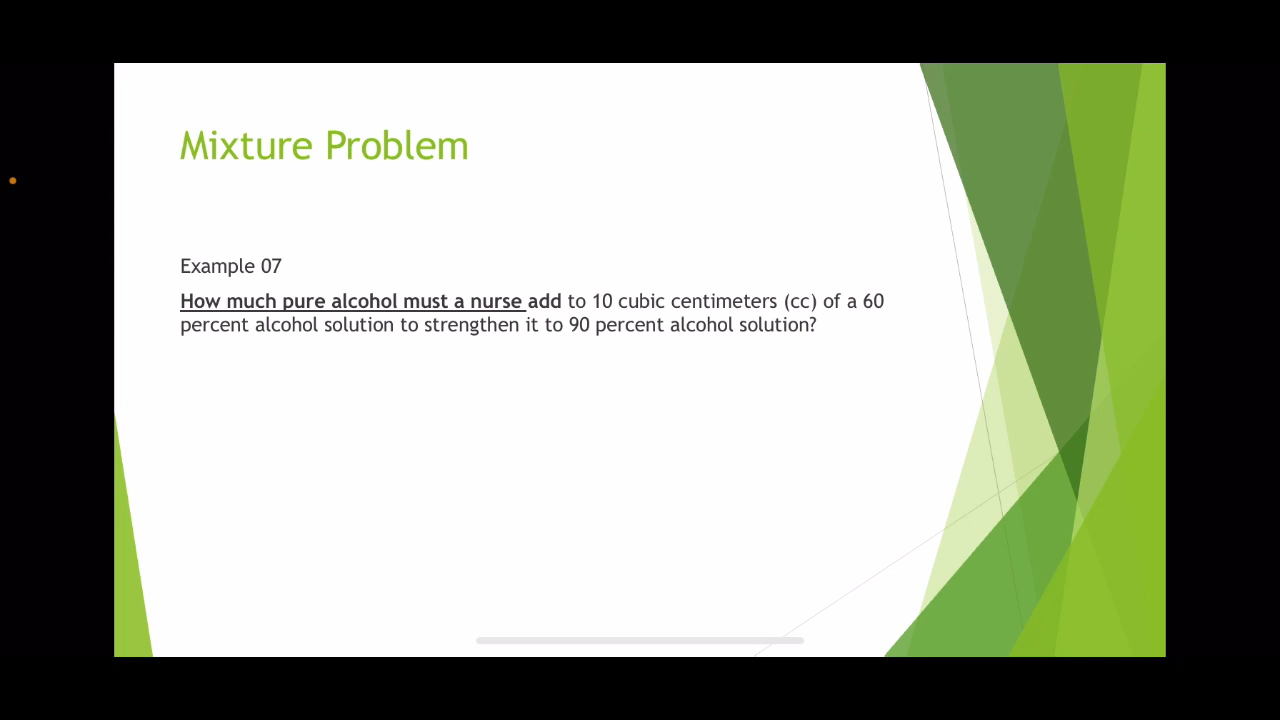 Mixture Problem
Example 07
How much pure alcohol must a nurse add to 10 cubic centimeters (cc) of a 60
percent alcohol solution to strengthen it to 90 percent alcohol solution?